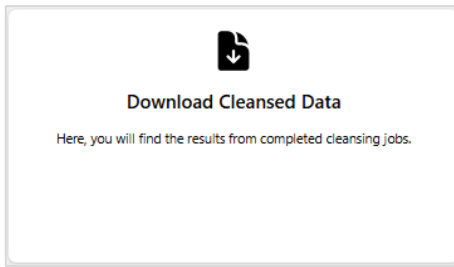 Download Cleansed Data
Here, you will find the results from completed cleansing jobs.